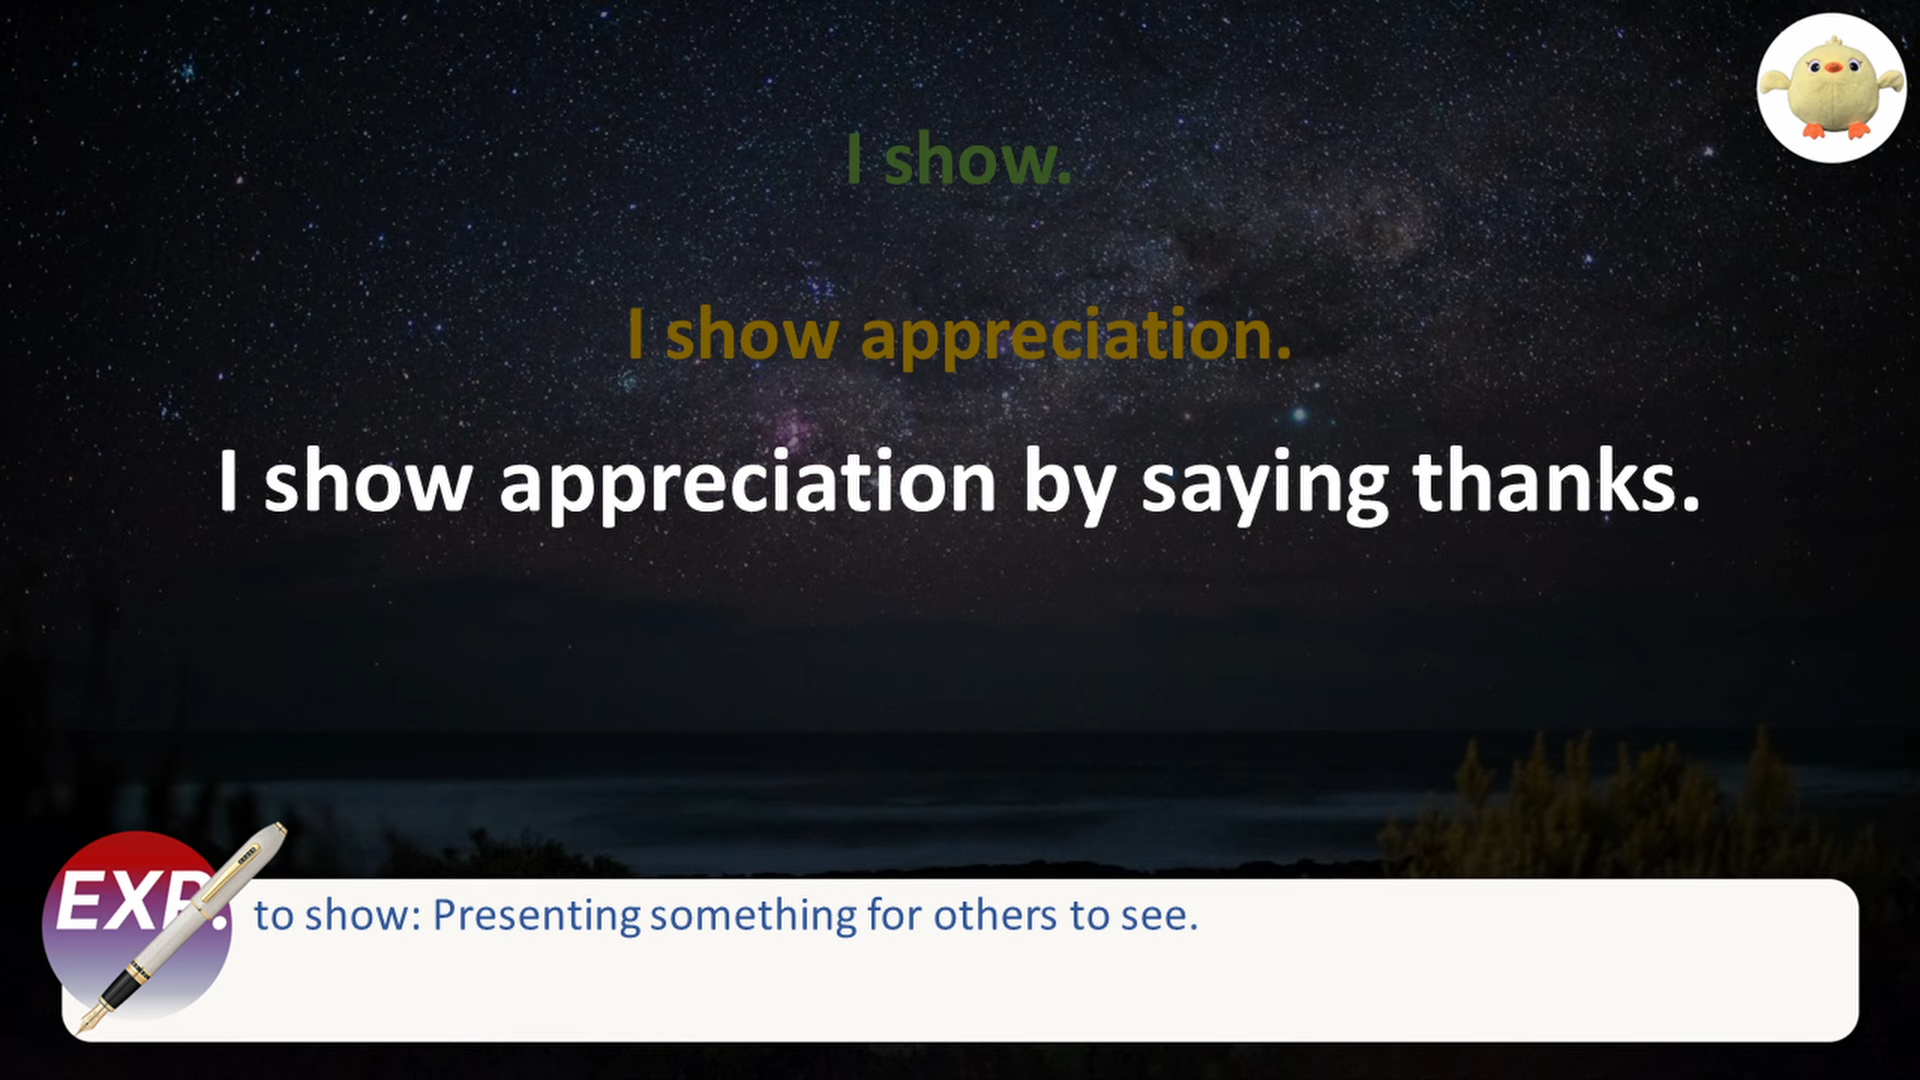 I show.
I show appreciation.
I show appreciation by saying thanks.
EXP.
to show: Presenting something for others to see.